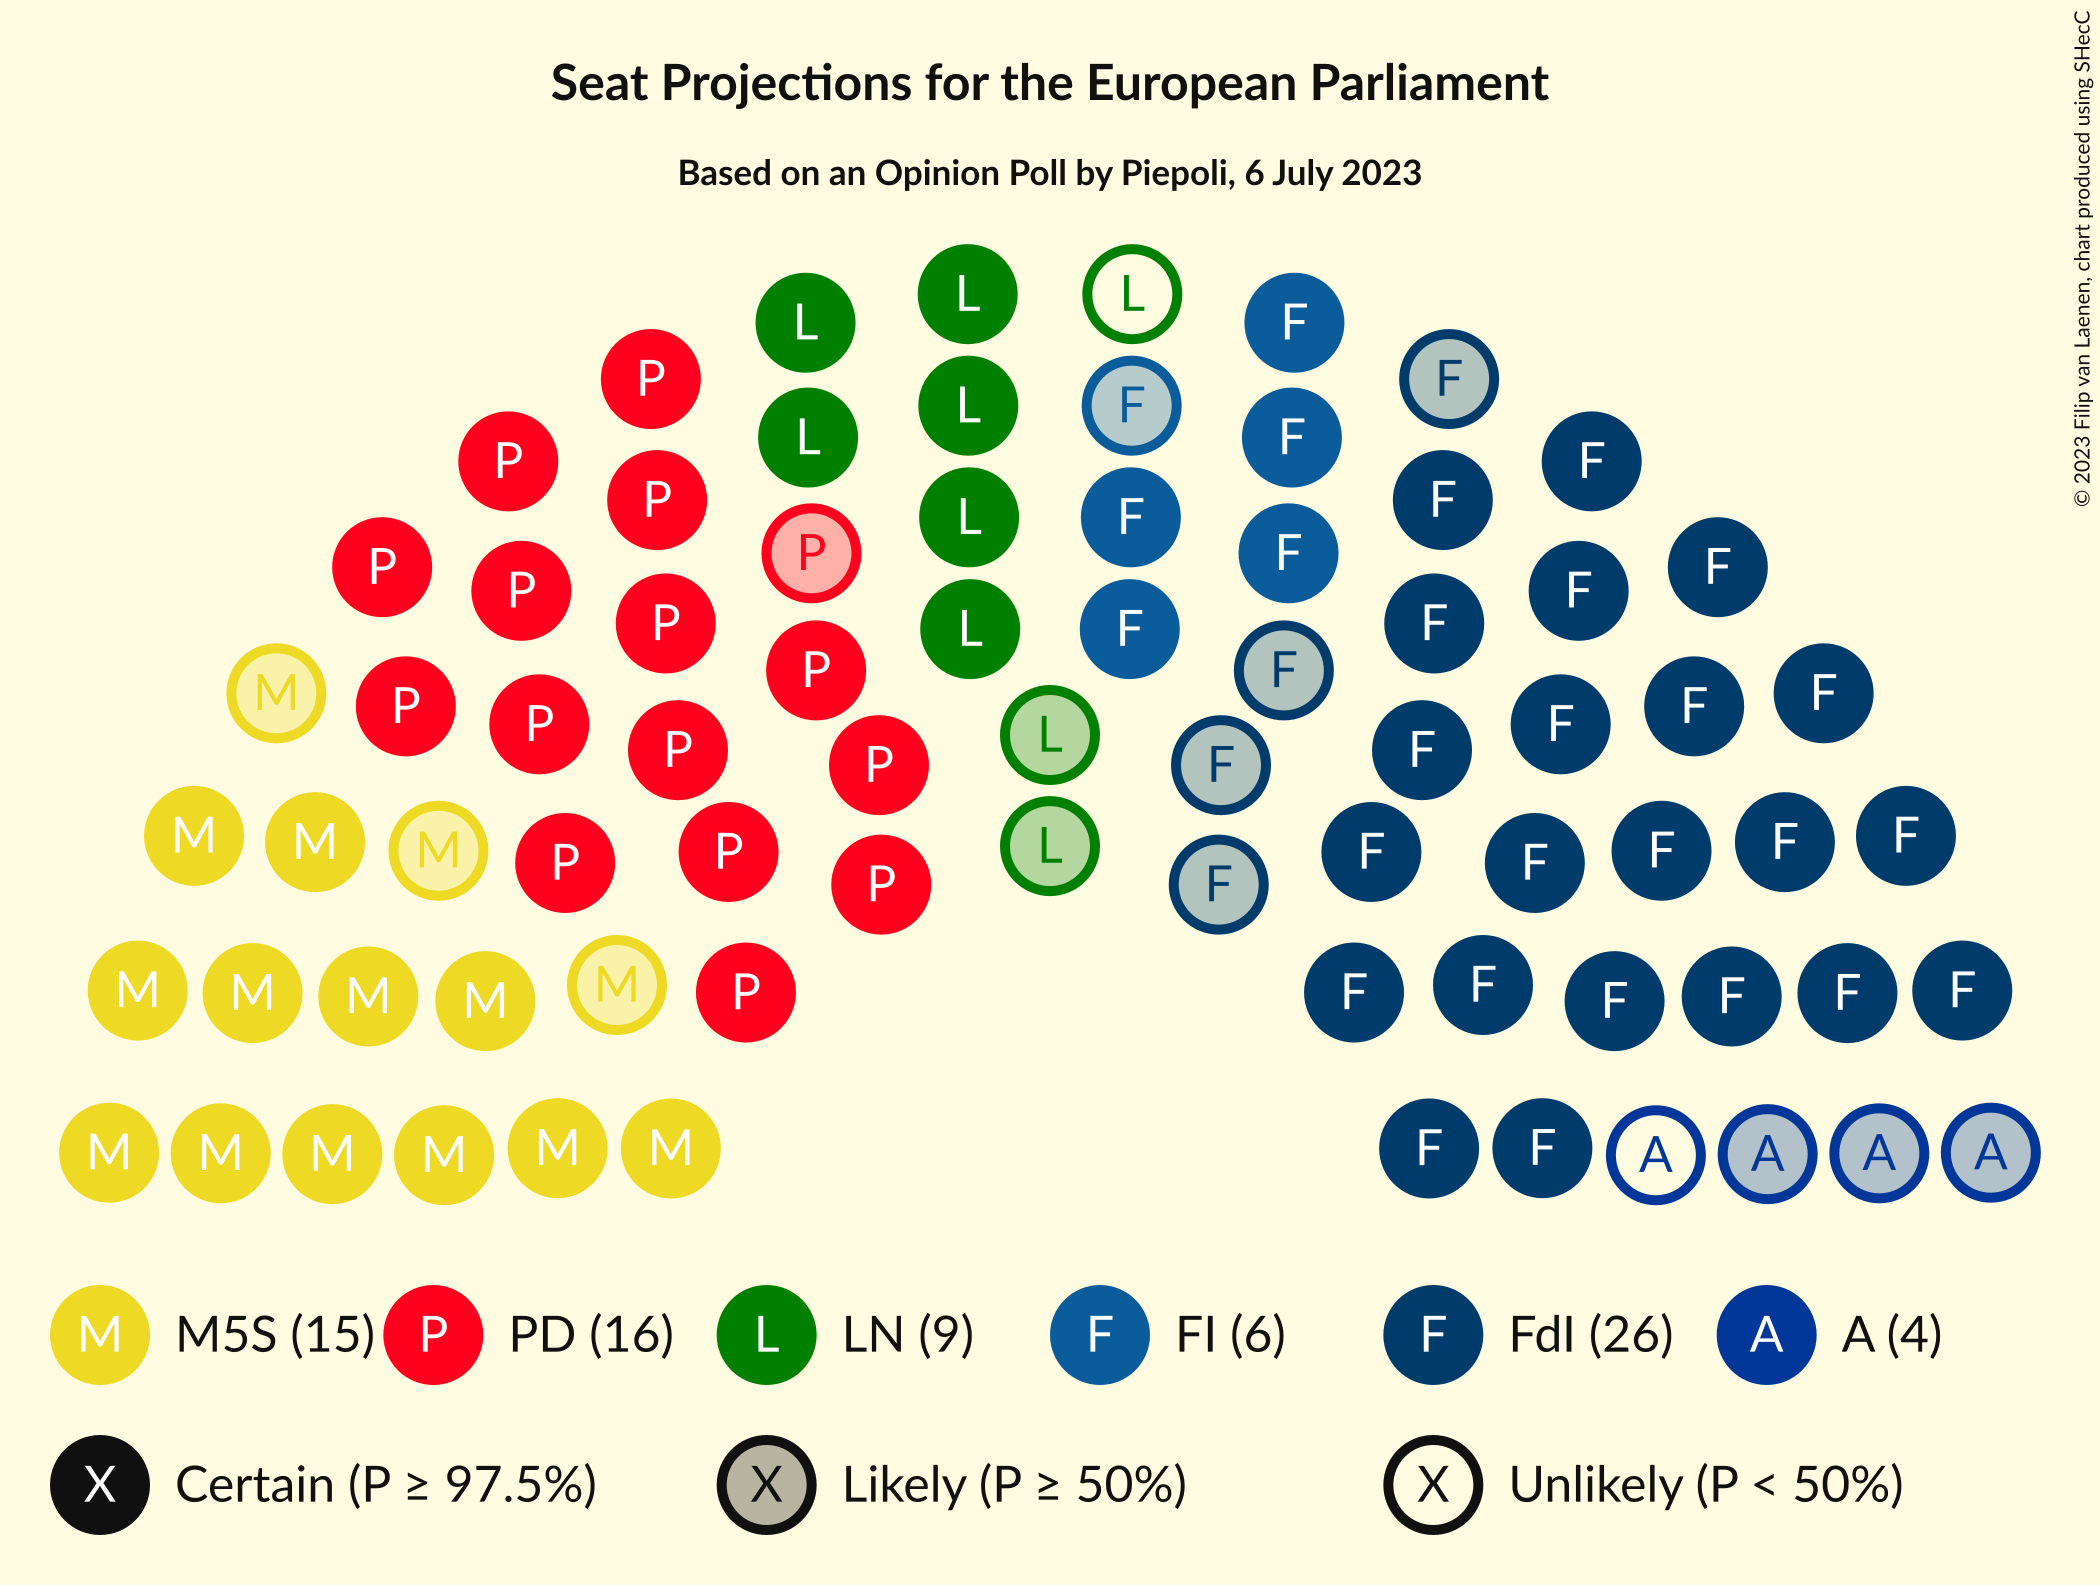 Seat Projections for the European Parliament
Based on an Opinion Poll by Piepoli, 6 July 2023
© 2023 Filip van Laenen, chart produced using SHecC
L L L F
P L L F F F
P P P L F F
P P P P L F F F F
P P L F F F F
M P P P P L F F F F F F
M M M P P P L F F F F F F
M M M M M P F F F F F F
M M M M M M F F A A A A
M M5S (15) P PD (16) L LN (9) F FI (6) F FdI (26) A A (4)
X Certain (P ≥ 97.5%) X Likely (P ≥ 50%) X Unlikely (P < 50%)